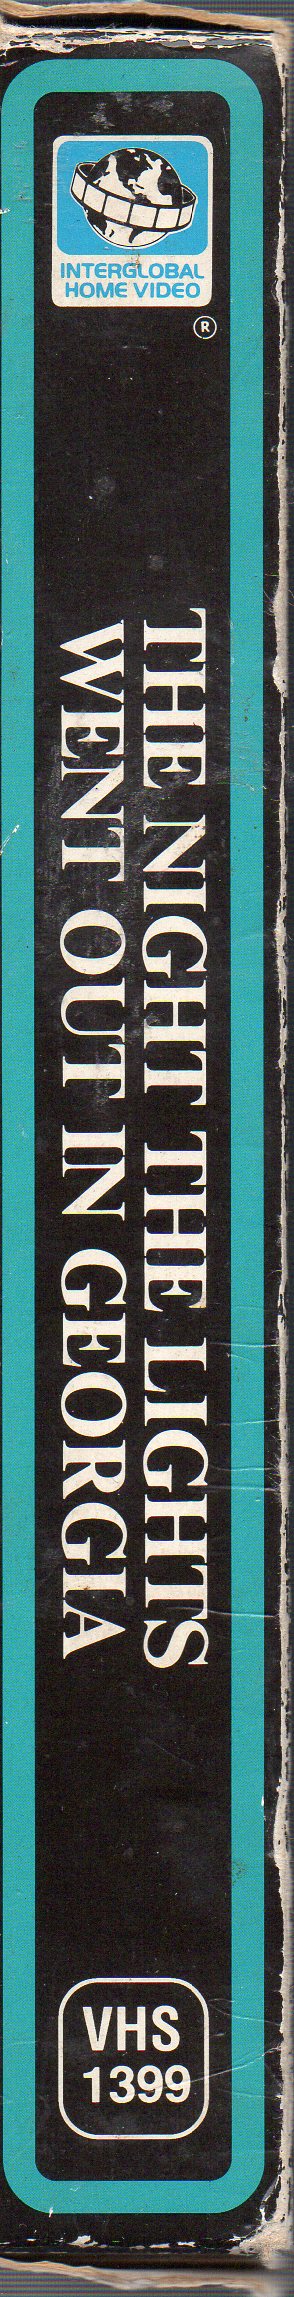 INTERGLOBAL
HOME VIDEO
®
THE NIGHT THE LIGHTS
WENT OUT IN GEORGIA
VHS
1399